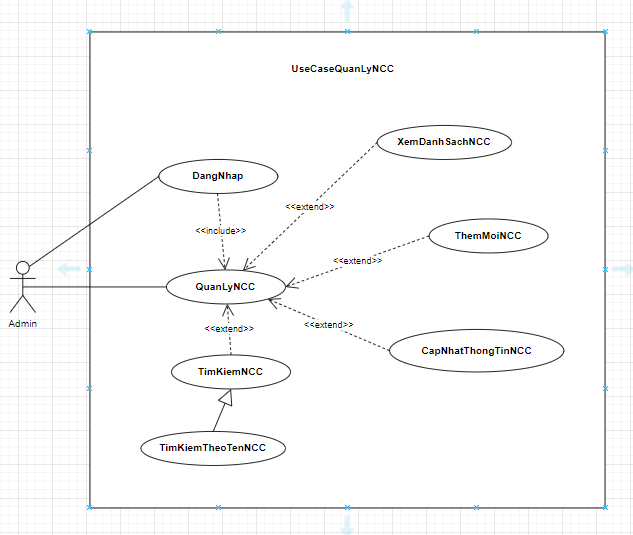 UseCaseQuanLyNCC
XemDanhSachNCC
DangNhap
<<extend>>
<<include>>
ThemMoiNCC
<<extend>>
QuanLyNCC
Admin
<<extend>>
<<extend>>
CapNhatThongTinNCC
TimKiemNCC
TimKiemTheoTenNCC